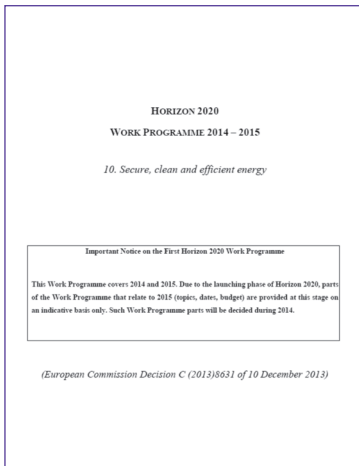 HORIZON 2020
WORK PROGRAMME 2014 – 2015
10. Secure, clean and efficient energy
Important Notice on the First Horizon 2020 Work Programme
This Work Programme covers 2014 and 2015. Due to the launching phase of Horizon 2020, parts
of the Work Programme that relate to 2015 (topics, dates, budget) are provided at this stage on
an indicative basis only. Such Work Programme parts will be decided during 2014.
(European Commission Decision C (2013)8631 of 10 December 2013)